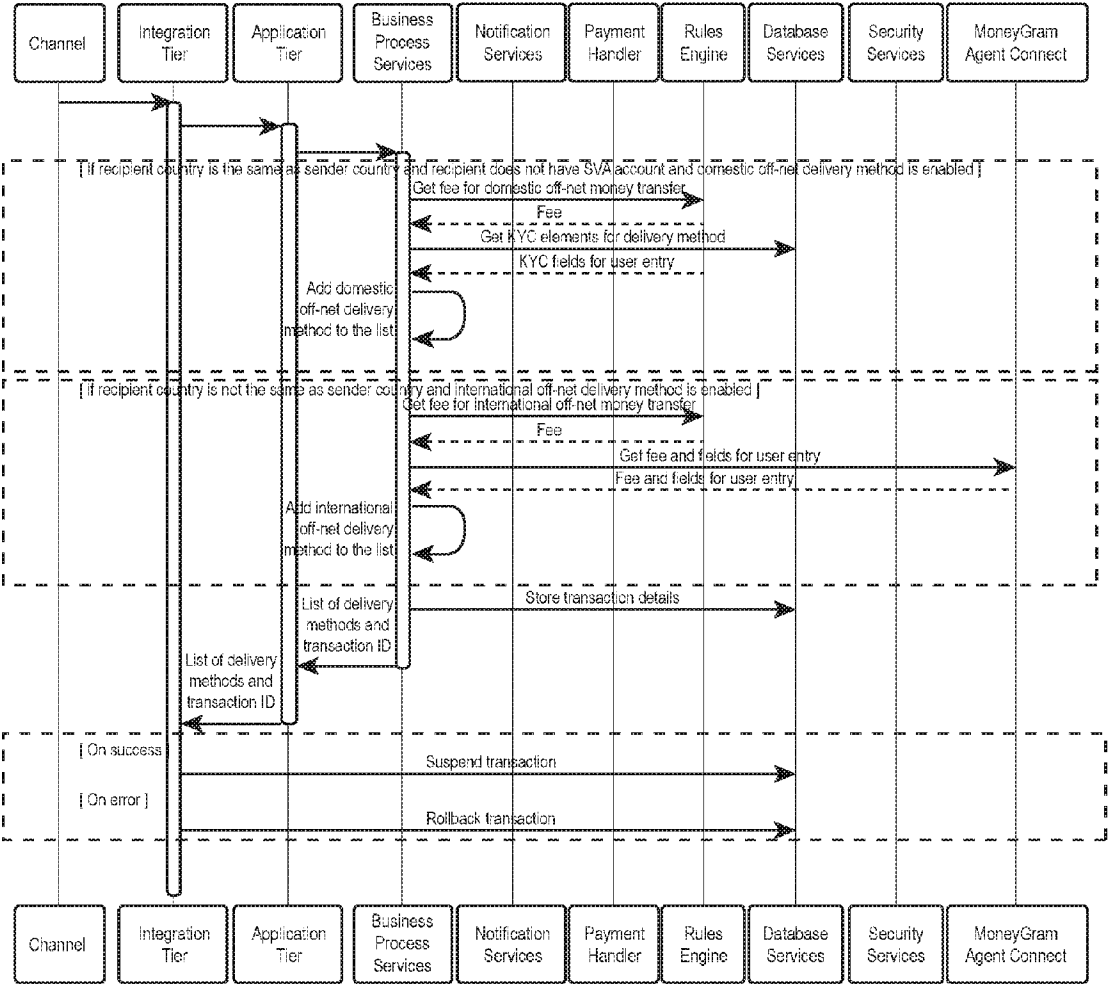 Channel
Integration
Tier
Application
Tier
Business
Process
Services
Notification
Services
Payment
Handler
Rules
Engine
Database
Services
Security
Services
MoneyGram
Agent Connect
[ If recipient country is the same as sender country and recipient does not have SVA account and domestic off-net delivery method is enabled ]
Get fee for domestic off-net money transfer
Fee
Get KYC elements for delivery method
KYC fields for user entry
Add domestic
off-net delivery
method to the list
[ If recipient country is not the same as sender country and international off-net delivery method is enabled ]
Get fee for international off-net money transfer
Fee
Get fee and fields for user entry
Fee and fields for user entry
Add international
off-net delivery
method to the list
Store transaction details
List of delivery
methods and
transaction ID
List of delivery
methods and
transaction ID
[ On success ]
Suspend transaction
[ On error ]
Rollback transaction
Channel
Integration
Tier
Application
Tier
Business
Process
Services
Notification
Services
Payment
Handler
Rules
Engine
Database
Services
Security
Services
MoneyGram
Agent Connect